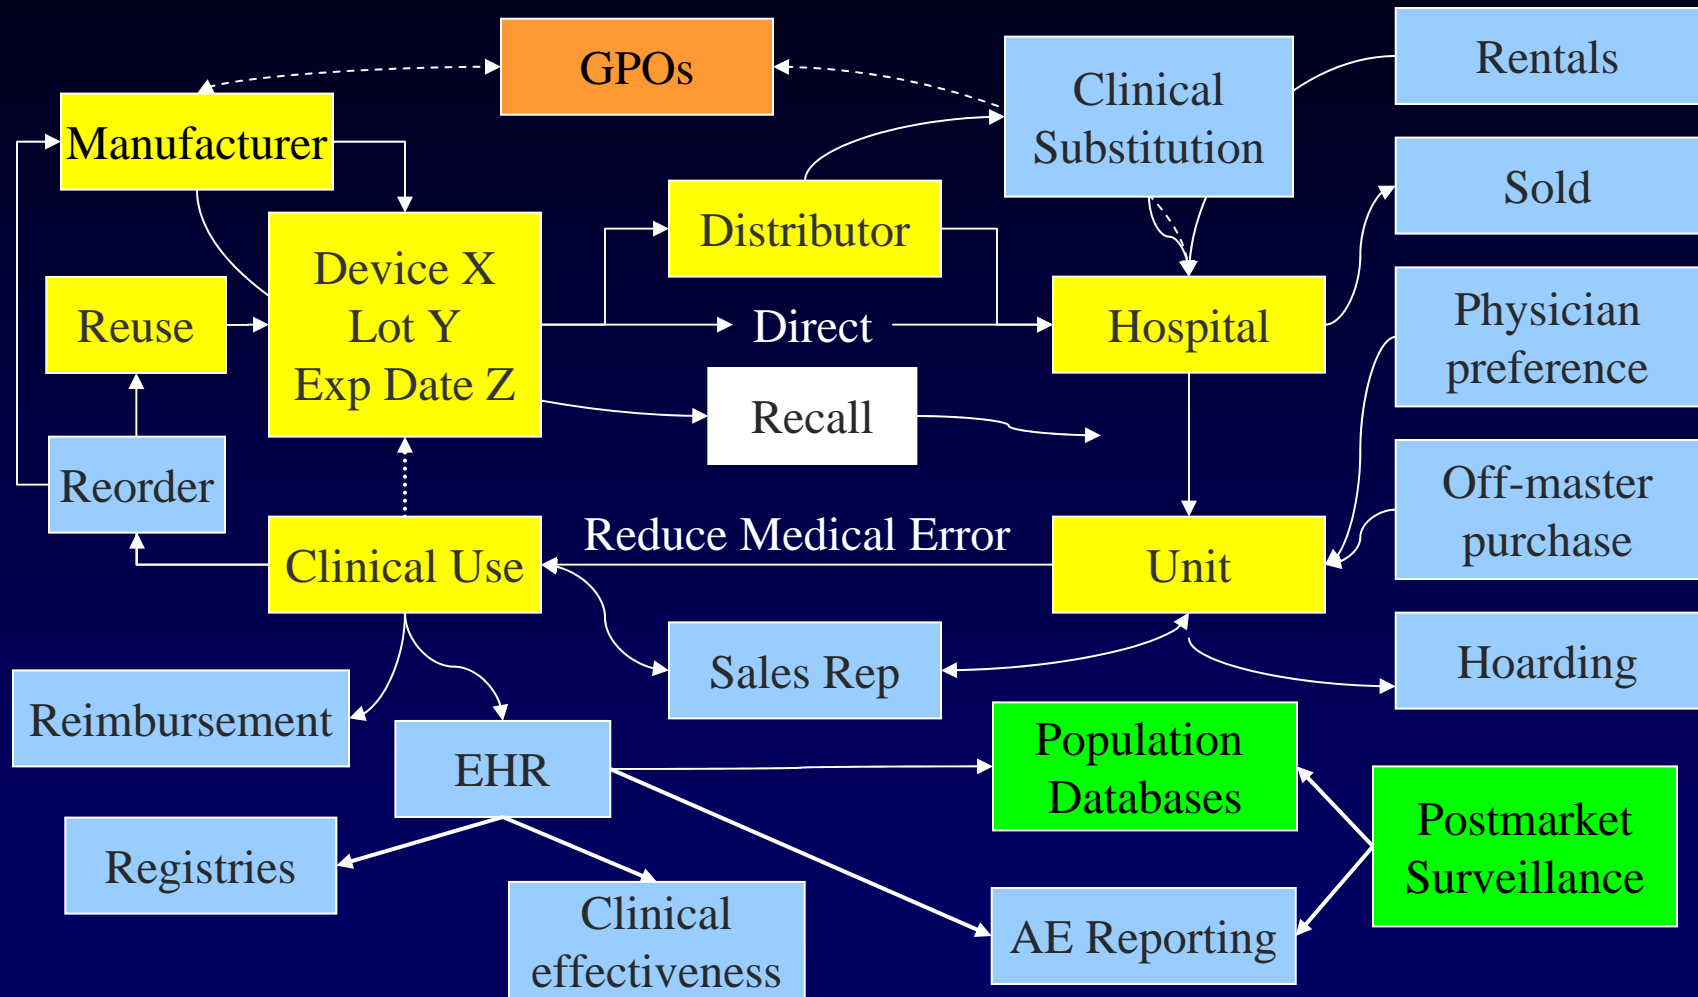 GPOs
Clinical
Substitution
Rentals
Manufacturer
Sold
Distributor
Device X
Lot Y
Exp Date Z
Reuse
Direct
Hospital
Physician
preference
Recall
Reorder
Off-master
purchase
Reduce Medical Error
Clinical Use
Unit
Sales Rep
Hoarding
Reimbursement
EHR
Population
Databases
Postmarket
Surveillance
Registries
Clinical
effectiveness
AE Reporting